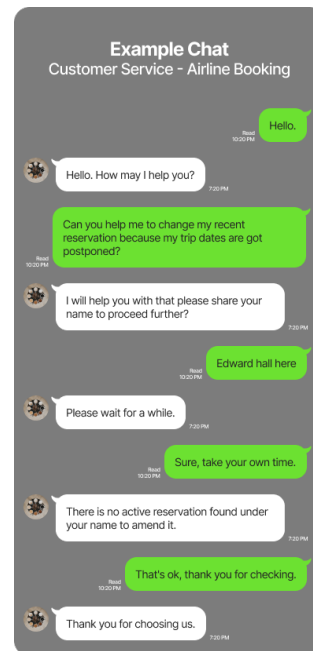 Example Chat
Customer Service - Airline Booking
Hello.
Read
10:20 PM
Hello. How may I help you?
7:20 PM
Can you help me to change my recent
reservation because my trip dates are got
postponed?
Read
10:20 PM
I will help you with that please share your
name to proceed further?
7:20 PM
Edward hall here
Read
10:20 PM
Please wait for a while.
7:20 PM
Sure, take your own time.
Read
10:20 PM
There is no active reservation found under
your name to amend it.
7:20 PM
That's ok, thank you for checking.
Read
10:20 PM
Thank you for choosing us.
7:20 PM